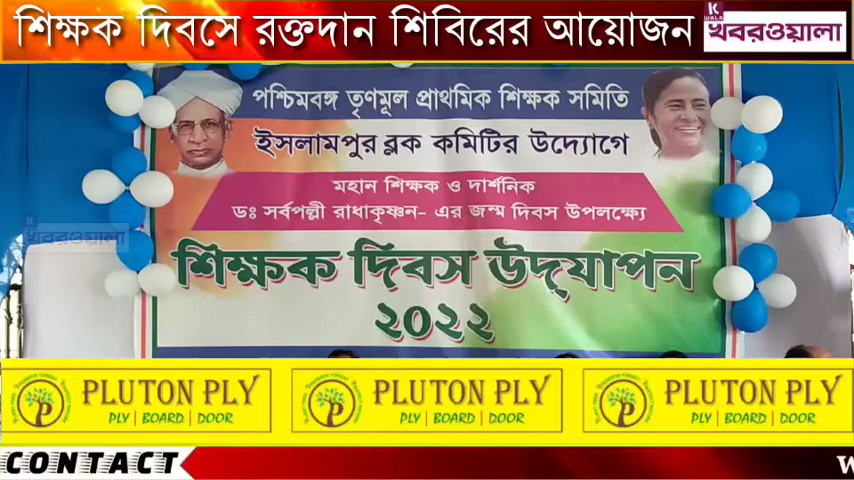 শিক্ষক দিবসে রক্তদান শিবিরের আয়োজন
K WALA
খবরওয়ালা
পশ্চিমবঙ্গ তৃণমূল প্রাথমিক শিক্ষক সমিতি
ইসলামপুর ব্লক কমিটির উদ্যোগে
মহান শিক্ষক ও দার্শনিক
ডঃ সর্বপল্লী রাধাকৃষ্ণন- এর জন্ম দিবস উপলক্ষ্যে
খবরওয়ালা
শিক্ষক দিবস উদ্‌যাপন
২০২২
PLUTON PLY PLUTON PLY PLUTON PLY
PLY | BOARD | DOOR PLY | BOARD | DOOR PLY | BOARD | DOOR
CONTACT W